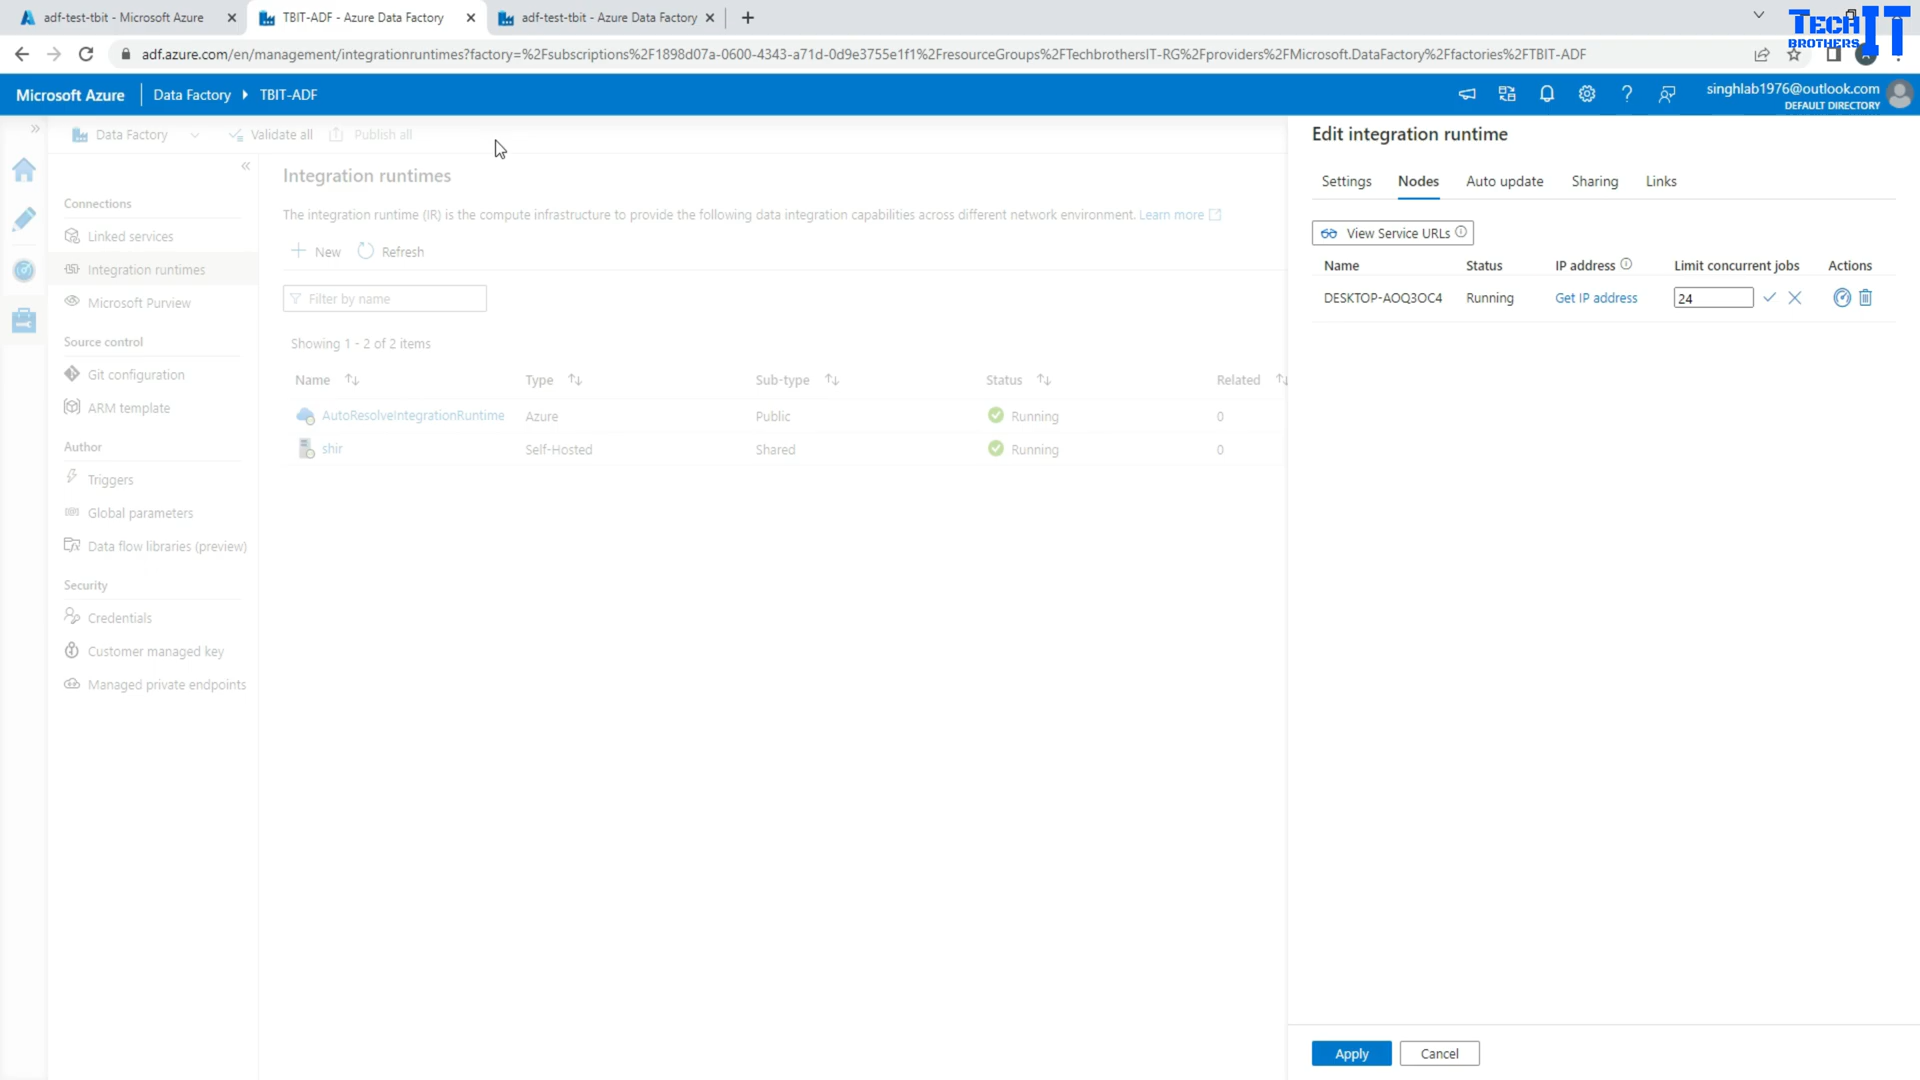 adf-test-tbit - Microsoft Azure
TBIT-ADF - Azure Data Factory
adf-test-tbit - Azure Data Factory
TECH IT
BROTHERS
adf.azure.com/en/management/integrationruntimes?factory=%2Fsubscriptions%2F1898d07a-0600-4343-a71d-0d9e3755e1f1%2FresourceGroups%2FTechbrothersIT-RG%2Fproviders%2FMicrosoft.DataFactory%2Ffactories%2FTBIT-ADF
Microsoft Azure
Data Factory
TBIT-ADF
singhlab1976@outlook.com
DEFAULT DIRECTORY
Data Factory
Validate all
Publish all
Connections
Linked services
Integration runtimes
Microsoft Purview
Source control
Git configuration
ARM template
Author
Triggers
Global parameters
Data flow libraries (preview)
Security
Credentials
Customer managed key
Managed private endpoints
Integration runtimes
The integration runtime (IR) is the compute infrastructure to provide the following data integration capabilities across different network environment. Learn more
New
Refresh
Filter by name
Showing 1 - 2 of 2 items
Name Type Sub-type Status Related
AutoResolveIntegrationRuntime Azure Public Running 0
shir Self-Hosted Shared Running 0
Edit integration runtime
Settings Nodes Auto update Sharing Links
View Service URLs
Name Status IP address Limit concurrent jobs Actions
DESKTOP-AOQ3OC4 Running Get IP address 24
Apply
Cancel